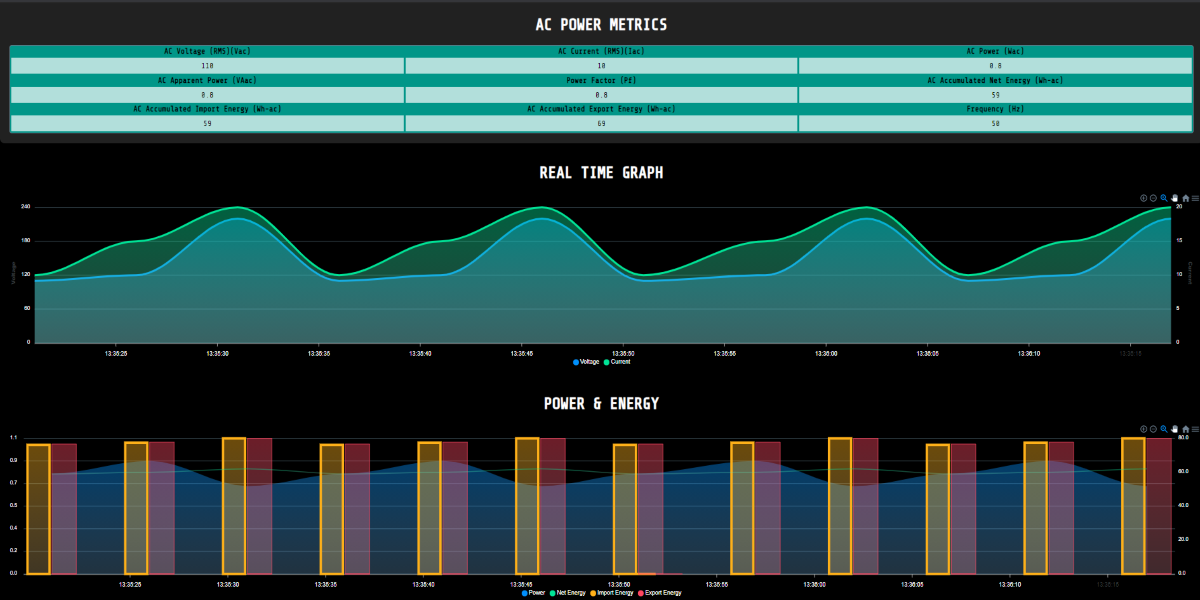 AC POWER METRICS
AC Voltage (RMS)(Vac) AC Current (RMS)(Iac) AC Power (Wac)
110 10 0.8
AC Apparent Power (VAac) Power Factor (Pf) AC Accumulated Net Energy (Wh-ac)
0.8 0.8 59
AC Accumulated Import Energy (Wh-ac) AC Accumulated Export Energy (Wh-ac) Frequency (Hz)
59 69 50
REAL TIME GRAPH
240 20
180 15
120 10
Voltage
60 5
0 0
13:35:25 13:35:30 13:35:35 13:35:40 13:35:45 13:35:50 13:35:55 13:36:00 13:36:05 13:36:10 13:36:15
Voltage Current
POWER & ENERGY
1.1 80.0
0.9 60.0
0.7
0.5 40.0
0.4
0.2 20.0
0.0 0.0
13:35:25 13:35:30 13:35:35 13:35:40 13:35:45 13:35:50 13:35:55 13:36:00 13:36:05 13:36:10 13:36:15
Power Net Energy Import Energy Export Energy